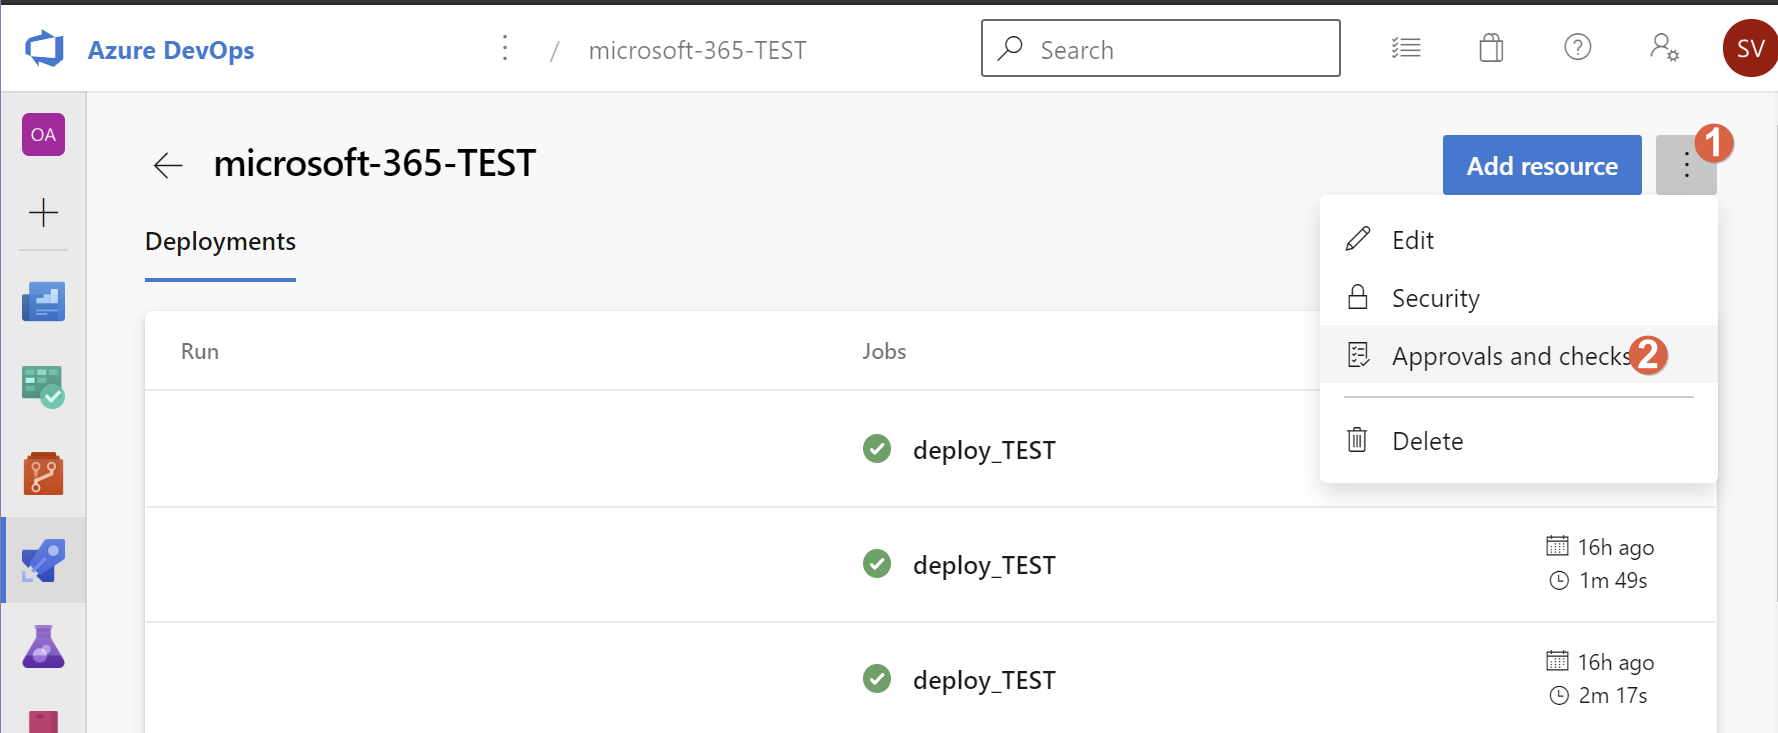 Azure DevOps
/ microsoft-365-TEST
Search
SV
OA
microsoft-365-TEST
Add resource
1
Deployments
Edit
Security
Approvals and checks
2
Delete
Run
Jobs
deploy_TEST
deploy_TEST
16h ago
1m 49s
deploy_TEST
16h ago
2m 17s